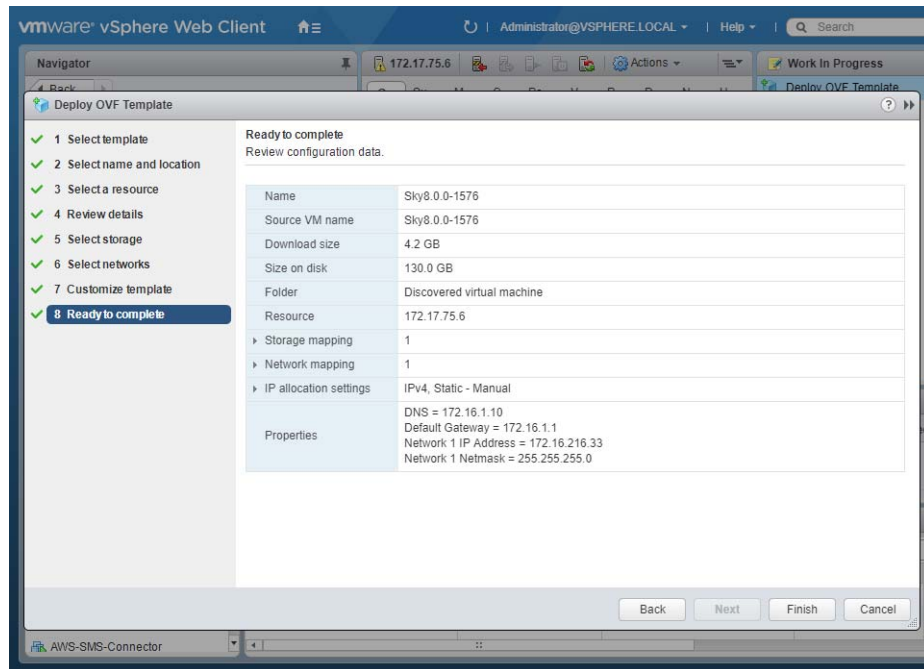 vmware® vSphere Web Client
Administrator@VSPHERE.LOCAL
Help
Search
Navigator
172.17.75.6
Actions
Work In Progress
Back
Deploy OVF Template
Deploy OVF Template
1 Select template
2 Select name and location
3 Select a resource
4 Review details
5 Select storage
6 Select networks
7 Customize template
8 Ready to complete
Ready to complete
Review configuration data.
Name Sky8.0.0-1576
Source VM name Sky8.0.0-1576
Download size 4.2 GB
Size on disk 130.0 GB
Folder Discovered virtual machine
Resource 172.17.75.6
Storage mapping 1
Network mapping 1
IP allocation settings IPv4, Static - Manual
Properties
DNS = 172.16.1.10
Default Gateway = 172.16.1.1
Network 1 IP Address = 172.16.216.33
Network 1 Netmask = 255.255.255.0
Back Next Finish Cancel
AWS-SMS-Connector